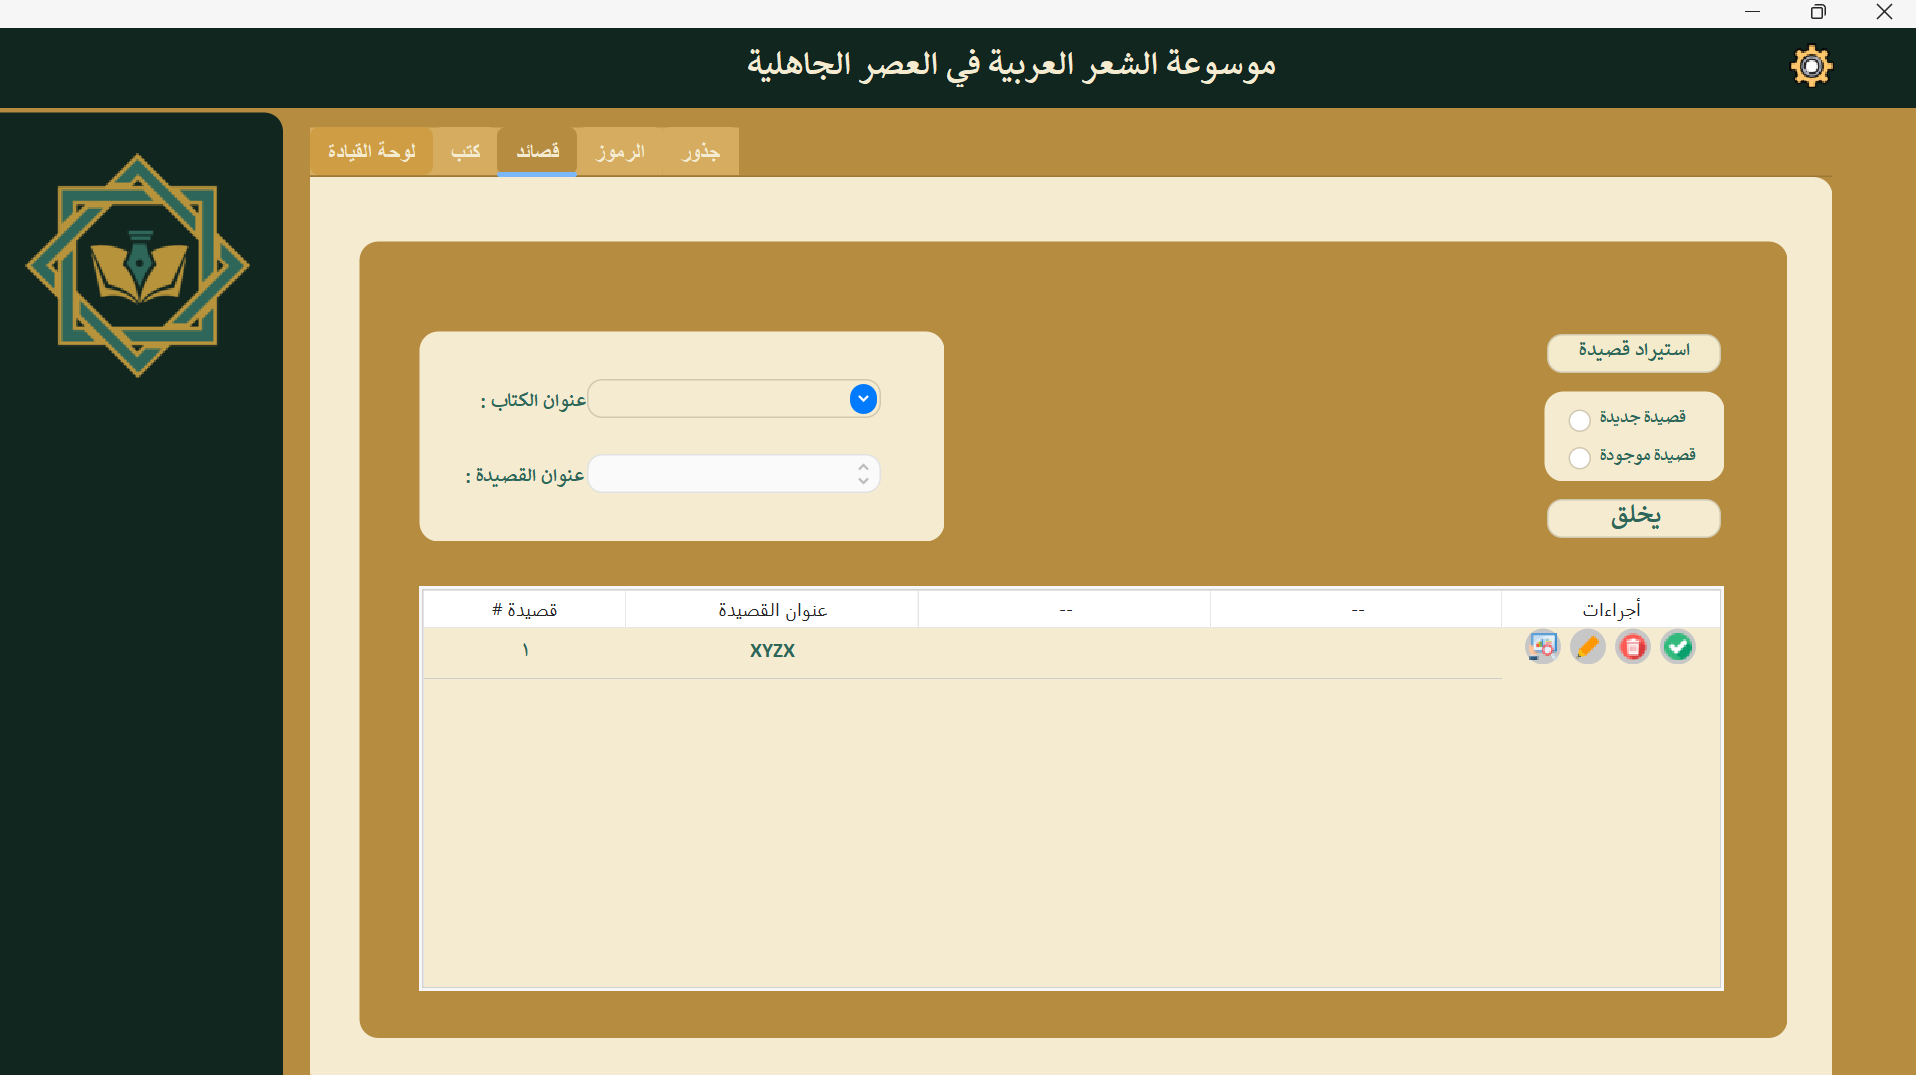 موسوعة الشعر العربية في العصر الجاهلية
لوحة القيادة
كتب
قصائد
الرموز
جذور
استيراد قصيدة
قصيدة جديدة
قصيدة موجودة
يخلق
عنوان الكتاب :
عنوان القصيدة :
أجراءات -- -- عنوان القصيدة قصيدة #
XYZX ١